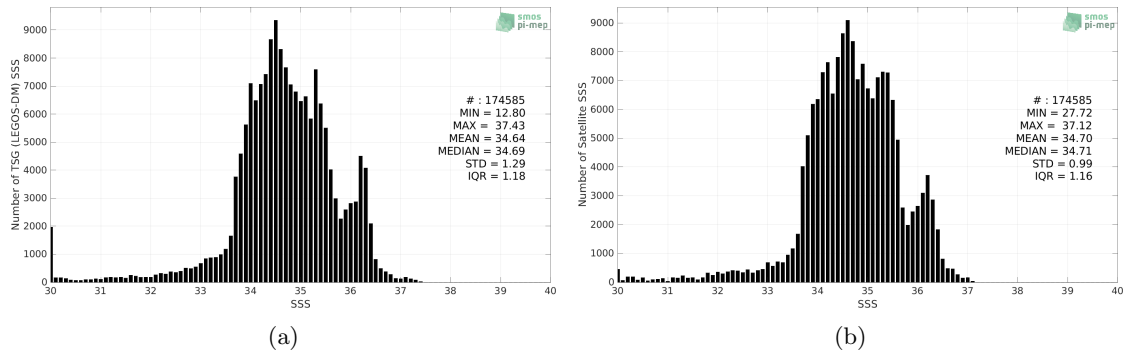 smos
pi-mep
Number of TSG (LEGOS-DM) SSS
9000
8000
7000
6000
5000
4000
3000
2000
1000
0
# : 174585
MIN = 12.80
MAX = 37.43
MEAN = 34.64
MEDIAN = 34.69
STD = 1.29
IQR = 1.18
30 31 32 33 34 35 36 37 38 39 40
SSS
(a)
smos
pi-mep
Number of Satellite SSS
9000
8000
7000
6000
5000
4000
3000
2000
1000
0
# : 174585
MIN = 27.72
MAX = 37.12
MEAN = 34.70
MEDIAN = 34.71
STD = 0.99
IQR = 1.16
30 31 32 33 34 35 36 37 38 39 40
SSS
(b)